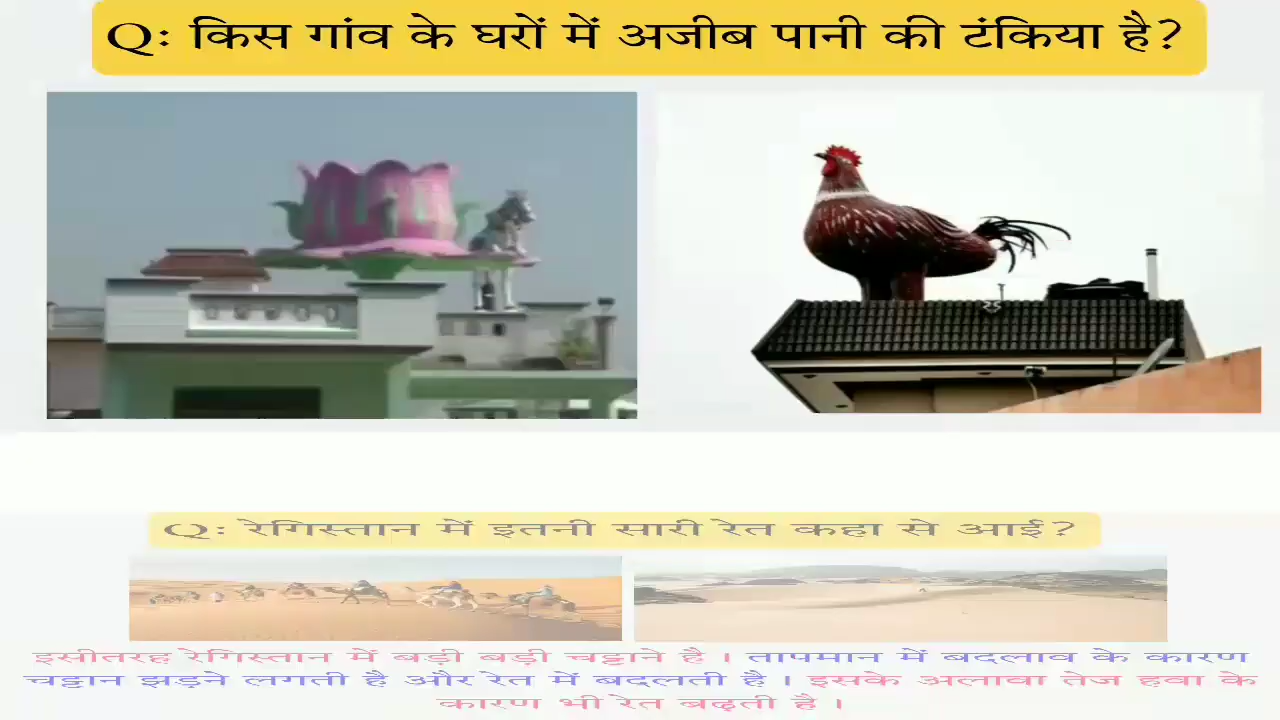 Q: किस गांव के घरों में अजीब पानी की टंकिया है?
Q: रेगिस्तान में इतनी सारी रेत कहा से आई?
इसीतरह रेगिस्तान में बड़ी बड़ी चट्टाने है । तापमान में बदलाव के कारण
चट्टान झड़ने लगती है और रेत में बदलती है । इसके अलावा तेज हवा के
कारण भी रेत बढ़ती है ।